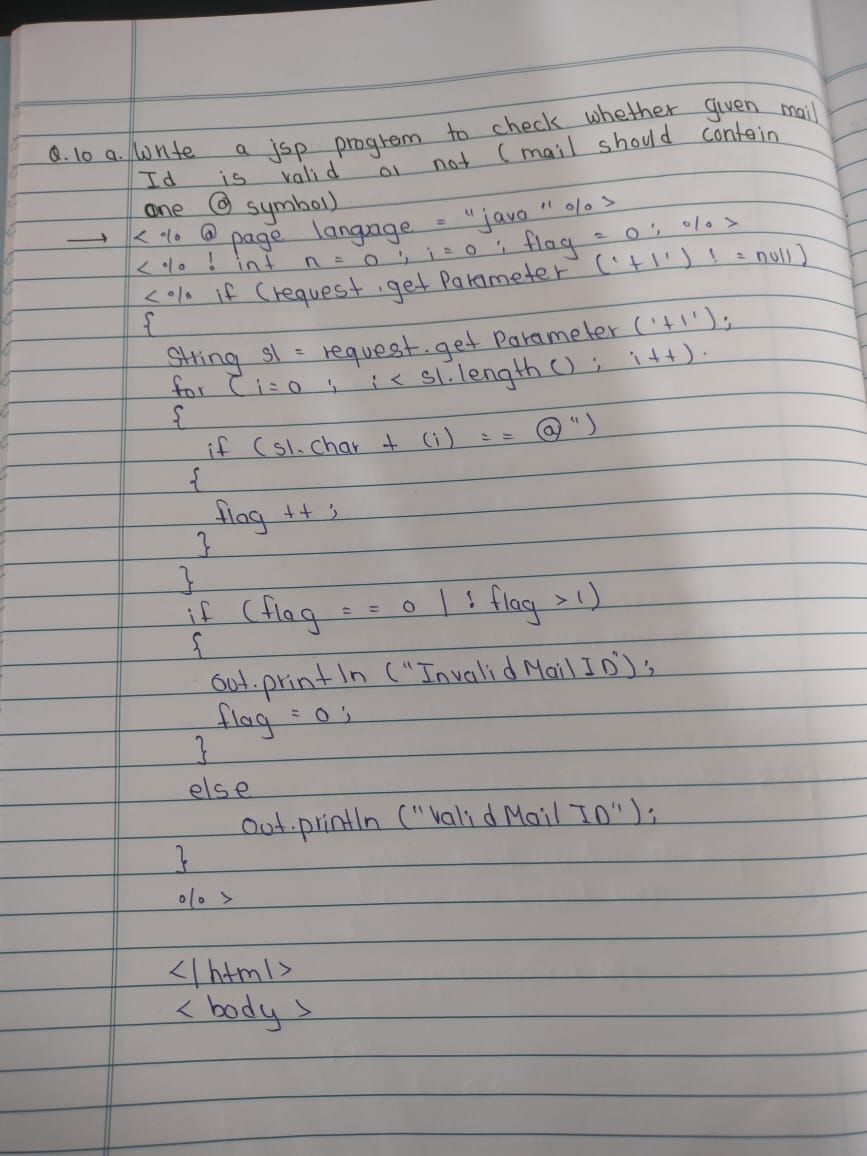 Q.10 a. Write a jsp program to check whether given mail
Id is valid or not (mail should contain
one @ symbol)
→ <%@ page language = "java" %>
<%! int n = 0; i = 0; flag = 0; %>
<% if (request.get Parameter ('t1') != null)
{
String s1 = request.get Parameter ('t1');
for (i=0; i< s1.length(); i++).
{
if (s1.char t (i) == @")
{
flag ++;
}
}
if (flag == 0 |! flag >1)
{
out.println ("Invalid Mail ID");
flag = 0;
}
else
out.println ("Valid Mail ID");
}
%>
</html>
<body>